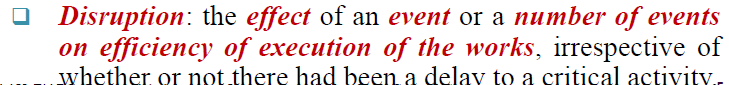 ❑ Disruption: the effect of an event or a number of events
on efficiency of execution of the works, irrespective of
whether or not there had been a delay to a critical activity.